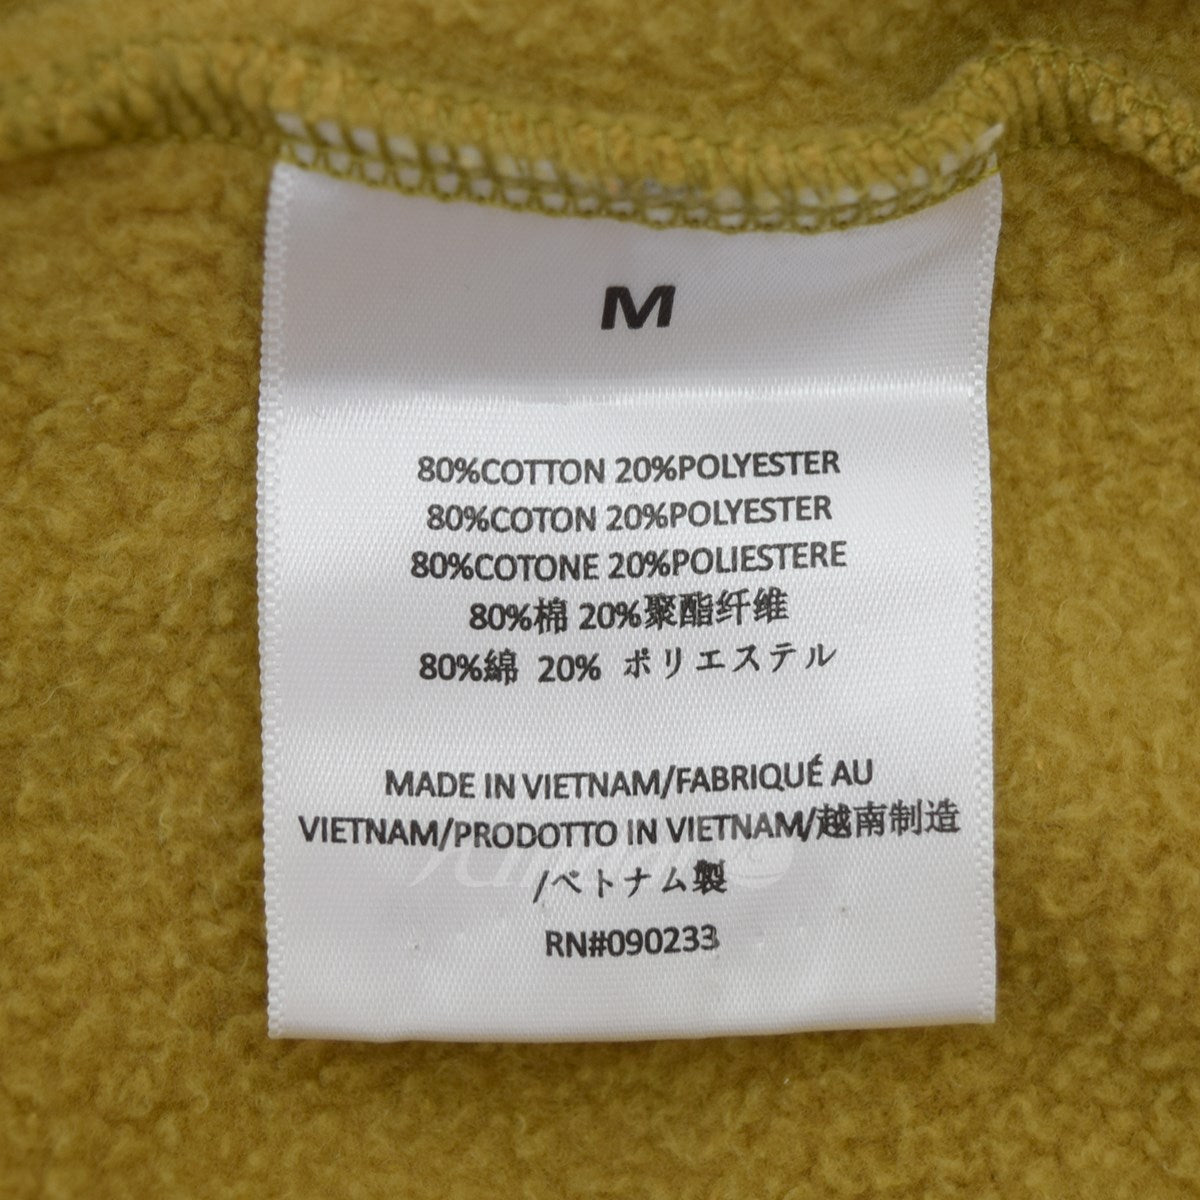 M
80%COTTON 20%POLYESTER
80%COTON 20%POLYESTER
80%COTONE 20%POLIESTERE
80%棉 20%聚酯纤维
80%綿 20% ポリエステル
MADE IN VIETNAM/FABRIQUÉ AU
VIETNAM/PRODOTTO IN VIETNAM/越南制造
/ベトナム製
RN#090233